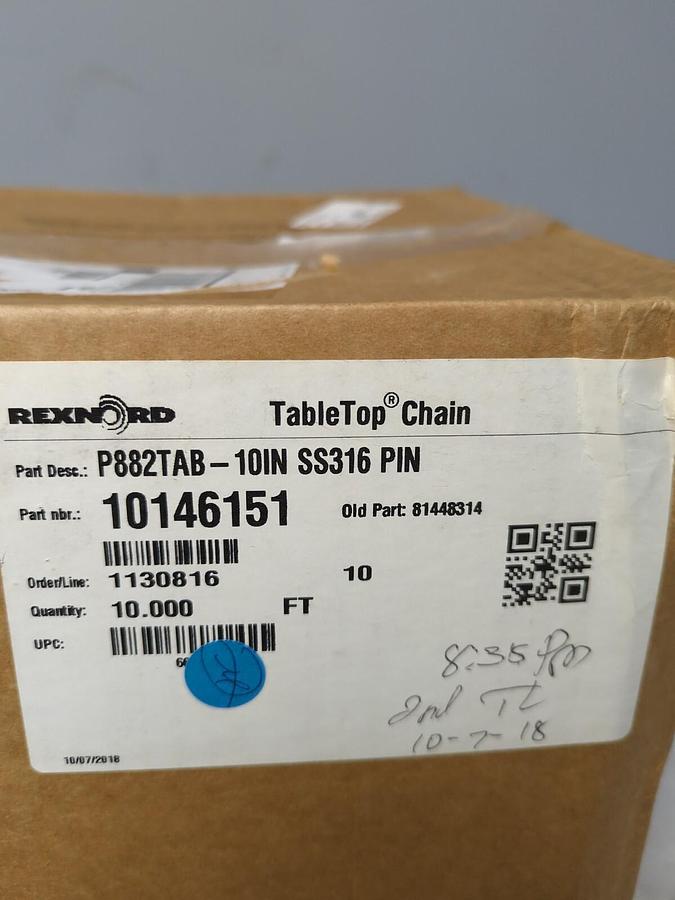 REXNORD TableTop® Chain
Part Desc.: P882TAB-10IN SS316 PIN
Part nbr.: 10146151 Old Part: 81448314
Order/Line: 1130816 10
Quantity: 10.000 FT
UPC:
8:35 Pm
2nd
10-7-18
10/07/2018